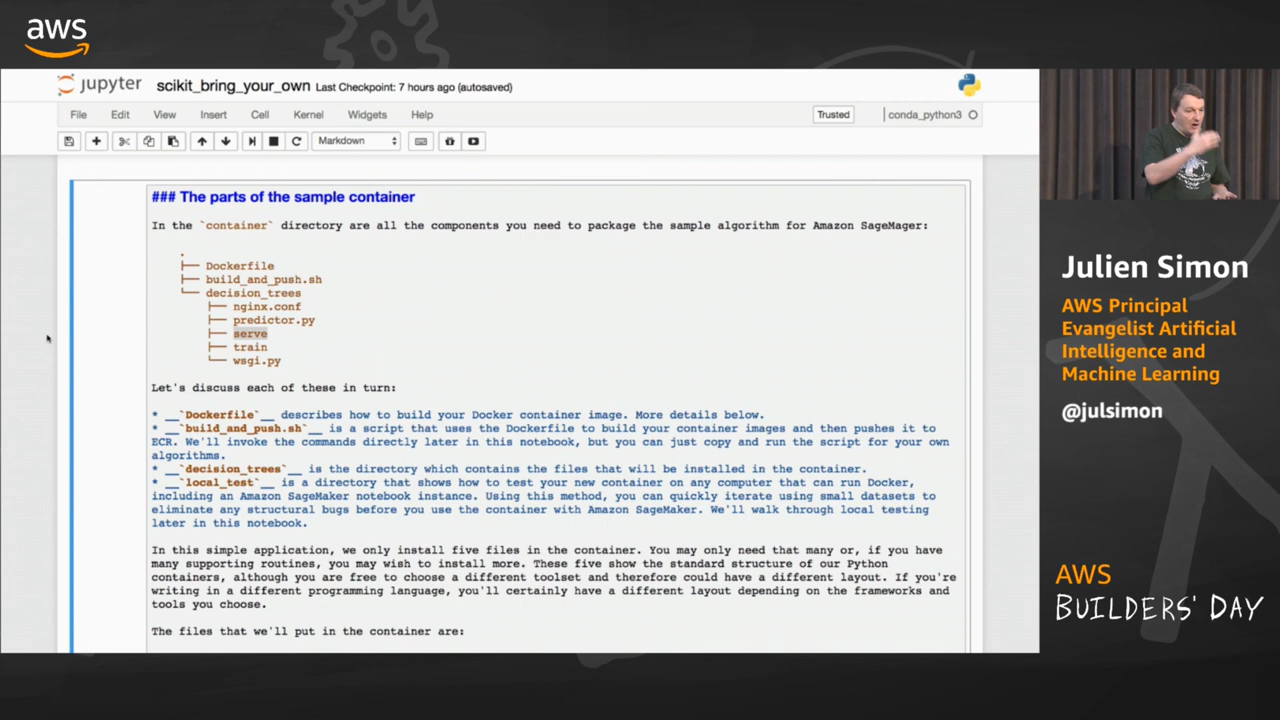 aws
jupyter scikit_bring_your_own Last Checkpoint: 7 hours ago (autosaved)
File Edit View Insert Cell Kernel Widgets Help Trusted conda_python3
Markdown
### The parts of the sample container
In the `container` directory are all the components you need to package the sample algorithm for Amazon SageMager:
.
├── Dockerfile
├── build_and_push.sh
└── decision_trees
├── nginx.conf
├── predictor.py
├── serve
├── train
└── wsgi.py
Let's discuss each of these in turn:
* __`Dockerfile`__ describes how to build your Docker container image. More details below.
* __`build_and_push.sh`__ is a script that uses the Dockerfile to build your container images and then pushes it to
ECR. We'll invoke the commands directly later in this notebook, but you can just copy and run the script for your own
algorithms.
* __`decision_trees`__ is the directory which contains the files that will be installed in the container.
* __`local_test`__ is a directory that shows how to test your new container on any computer that can run Docker,
including an Amazon SageMaker notebook instance. Using this method, you can quickly iterate using small datasets to
eliminate any structural bugs before you use the container with Amazon SageMaker. We'll walk through local testing
later in this notebook.
In this simple application, we only install five files in the container. You may only need that many or, if you have
many supporting routines, you may wish to install more. These five show the standard structure of our Python
containers, although you are free to choose a different toolset and therefore could have a different layout. If you're
writing in a different programming language, you'll certainly have a different layout depending on the frameworks and
tools you choose.
The files that we'll put in the container are:
Julien Simon
AWS Principal
Evangelist Artificial
Intelligence and
Machine Learning
@julsimon
AWS
BUILDERS' DAY